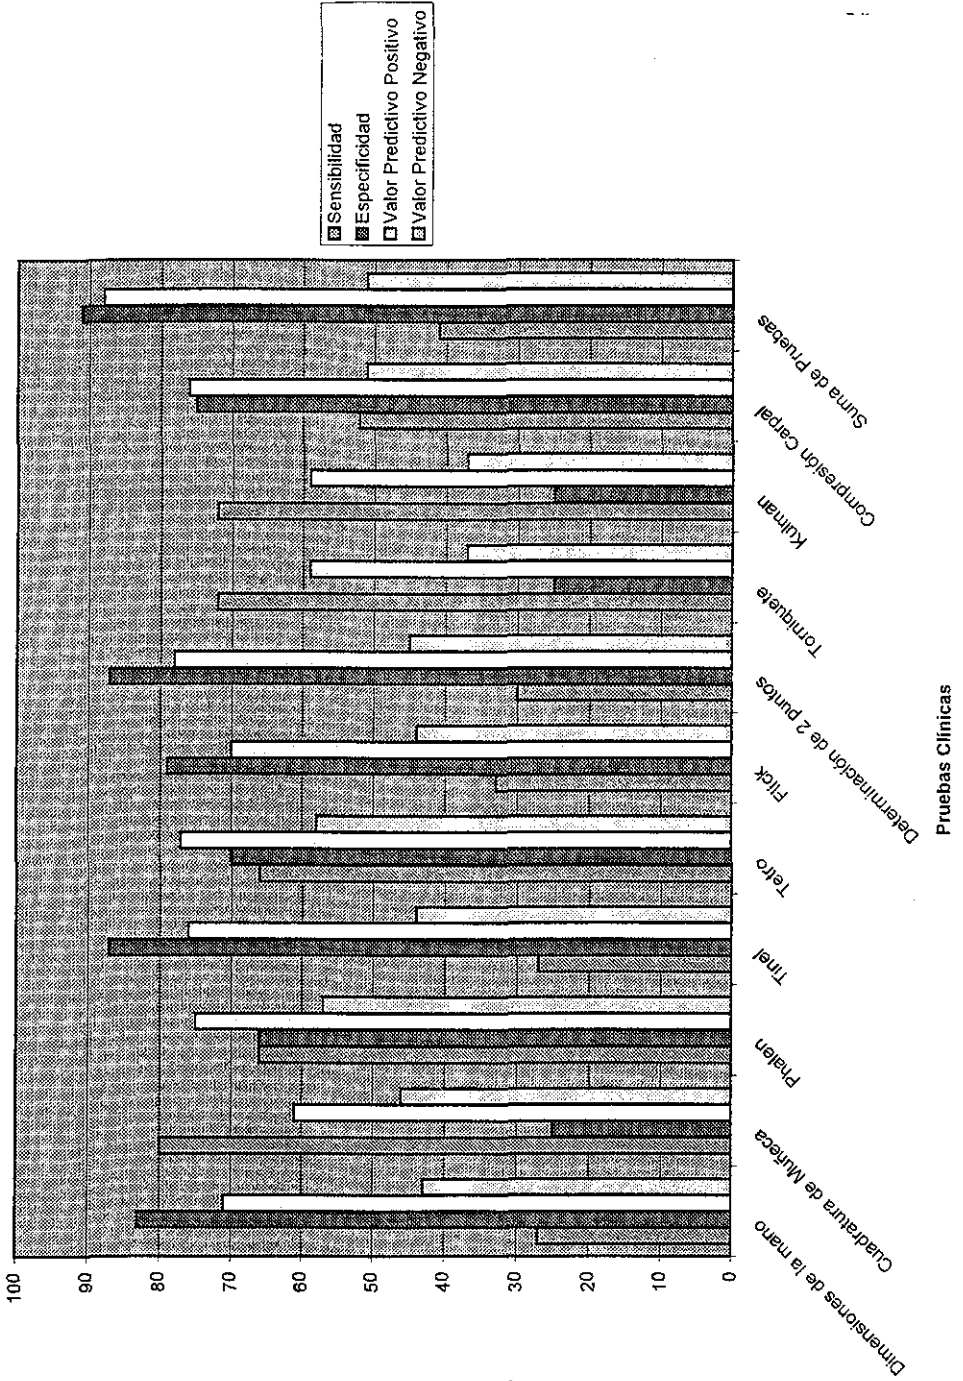 Sensibilidad
Especificidad
Valor Predictivo Positivo
Valor Predictivo Negativo
100
90
80
70
60
50
40
30
20
10
0
Dimensiones de la mano
Cuadratura de Muñeca
Phalen
Tinel
Tetro
Flick
Determinación de 2 puntos
Torniquete
Kulman
Compresión Carpal
Suma de Pruebas
Pruebas Clínicas